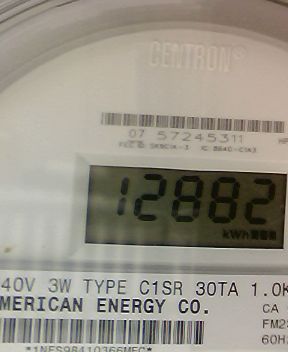 CENTRON®
07 57245311
12882
kWh
40V 3W TYPE C1SR 30TA 1.0K
MERICAN ENERGY CO.
CA
FM2
60H